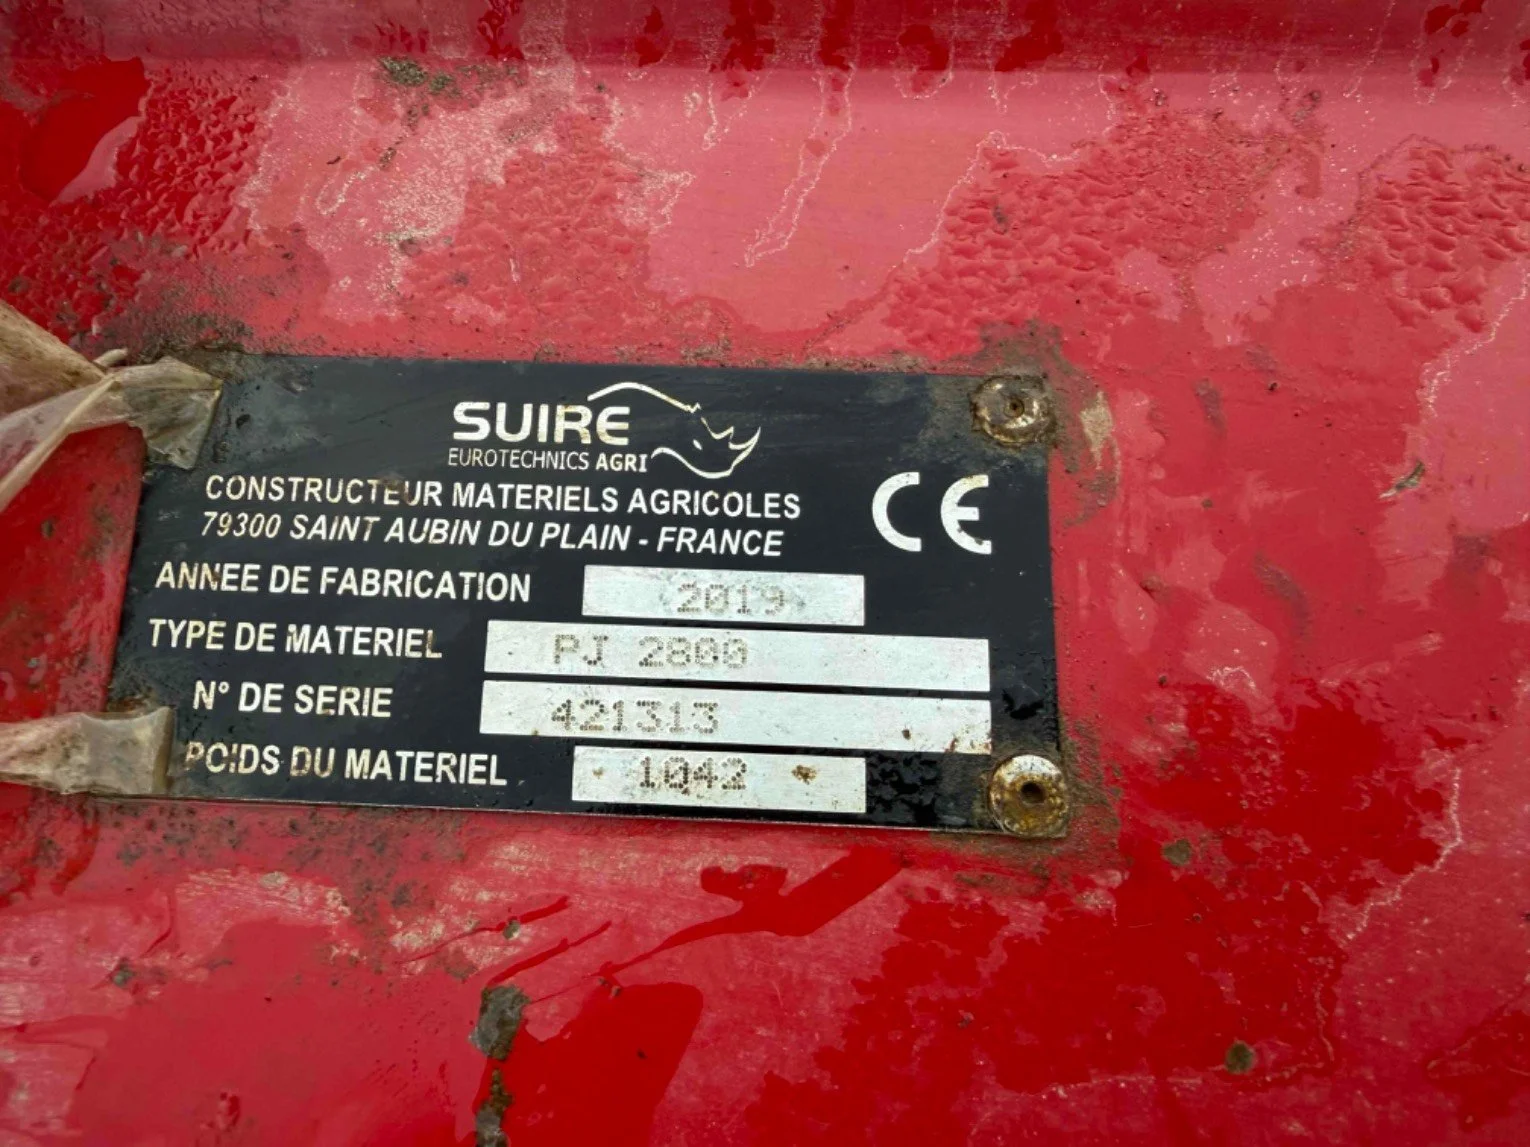 SUIRE
EUROTECHNICS AGRI
CONSTRUCTEUR MATERIELS AGRICOLES
79300 SAINT AUBIN DU PLAIN - FRANCE
CE
ANNEE DE FABRICATION 2019
TYPE DE MATERIEL PJ 2800
N° DE SERIE 421313
POIDS DU MATERIEL 1042